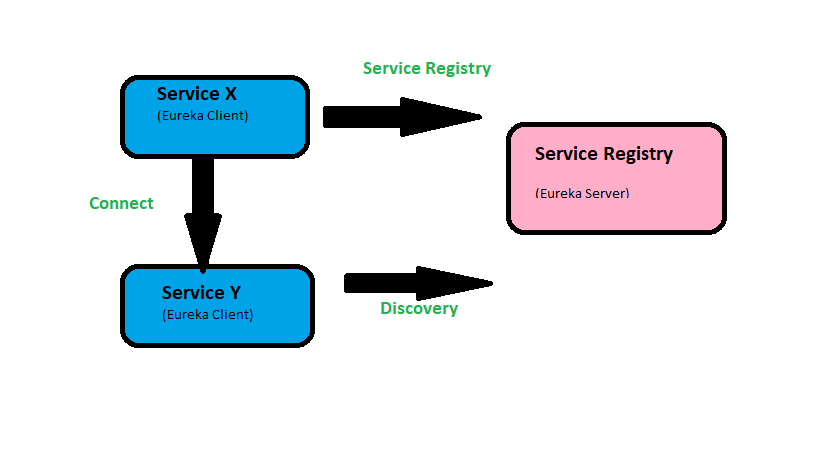 Service Registry
Service X
(Eureka Client)
Service Registry
(Eureka Server)
Connect
Service Y
(Eureka Client)
Discovery